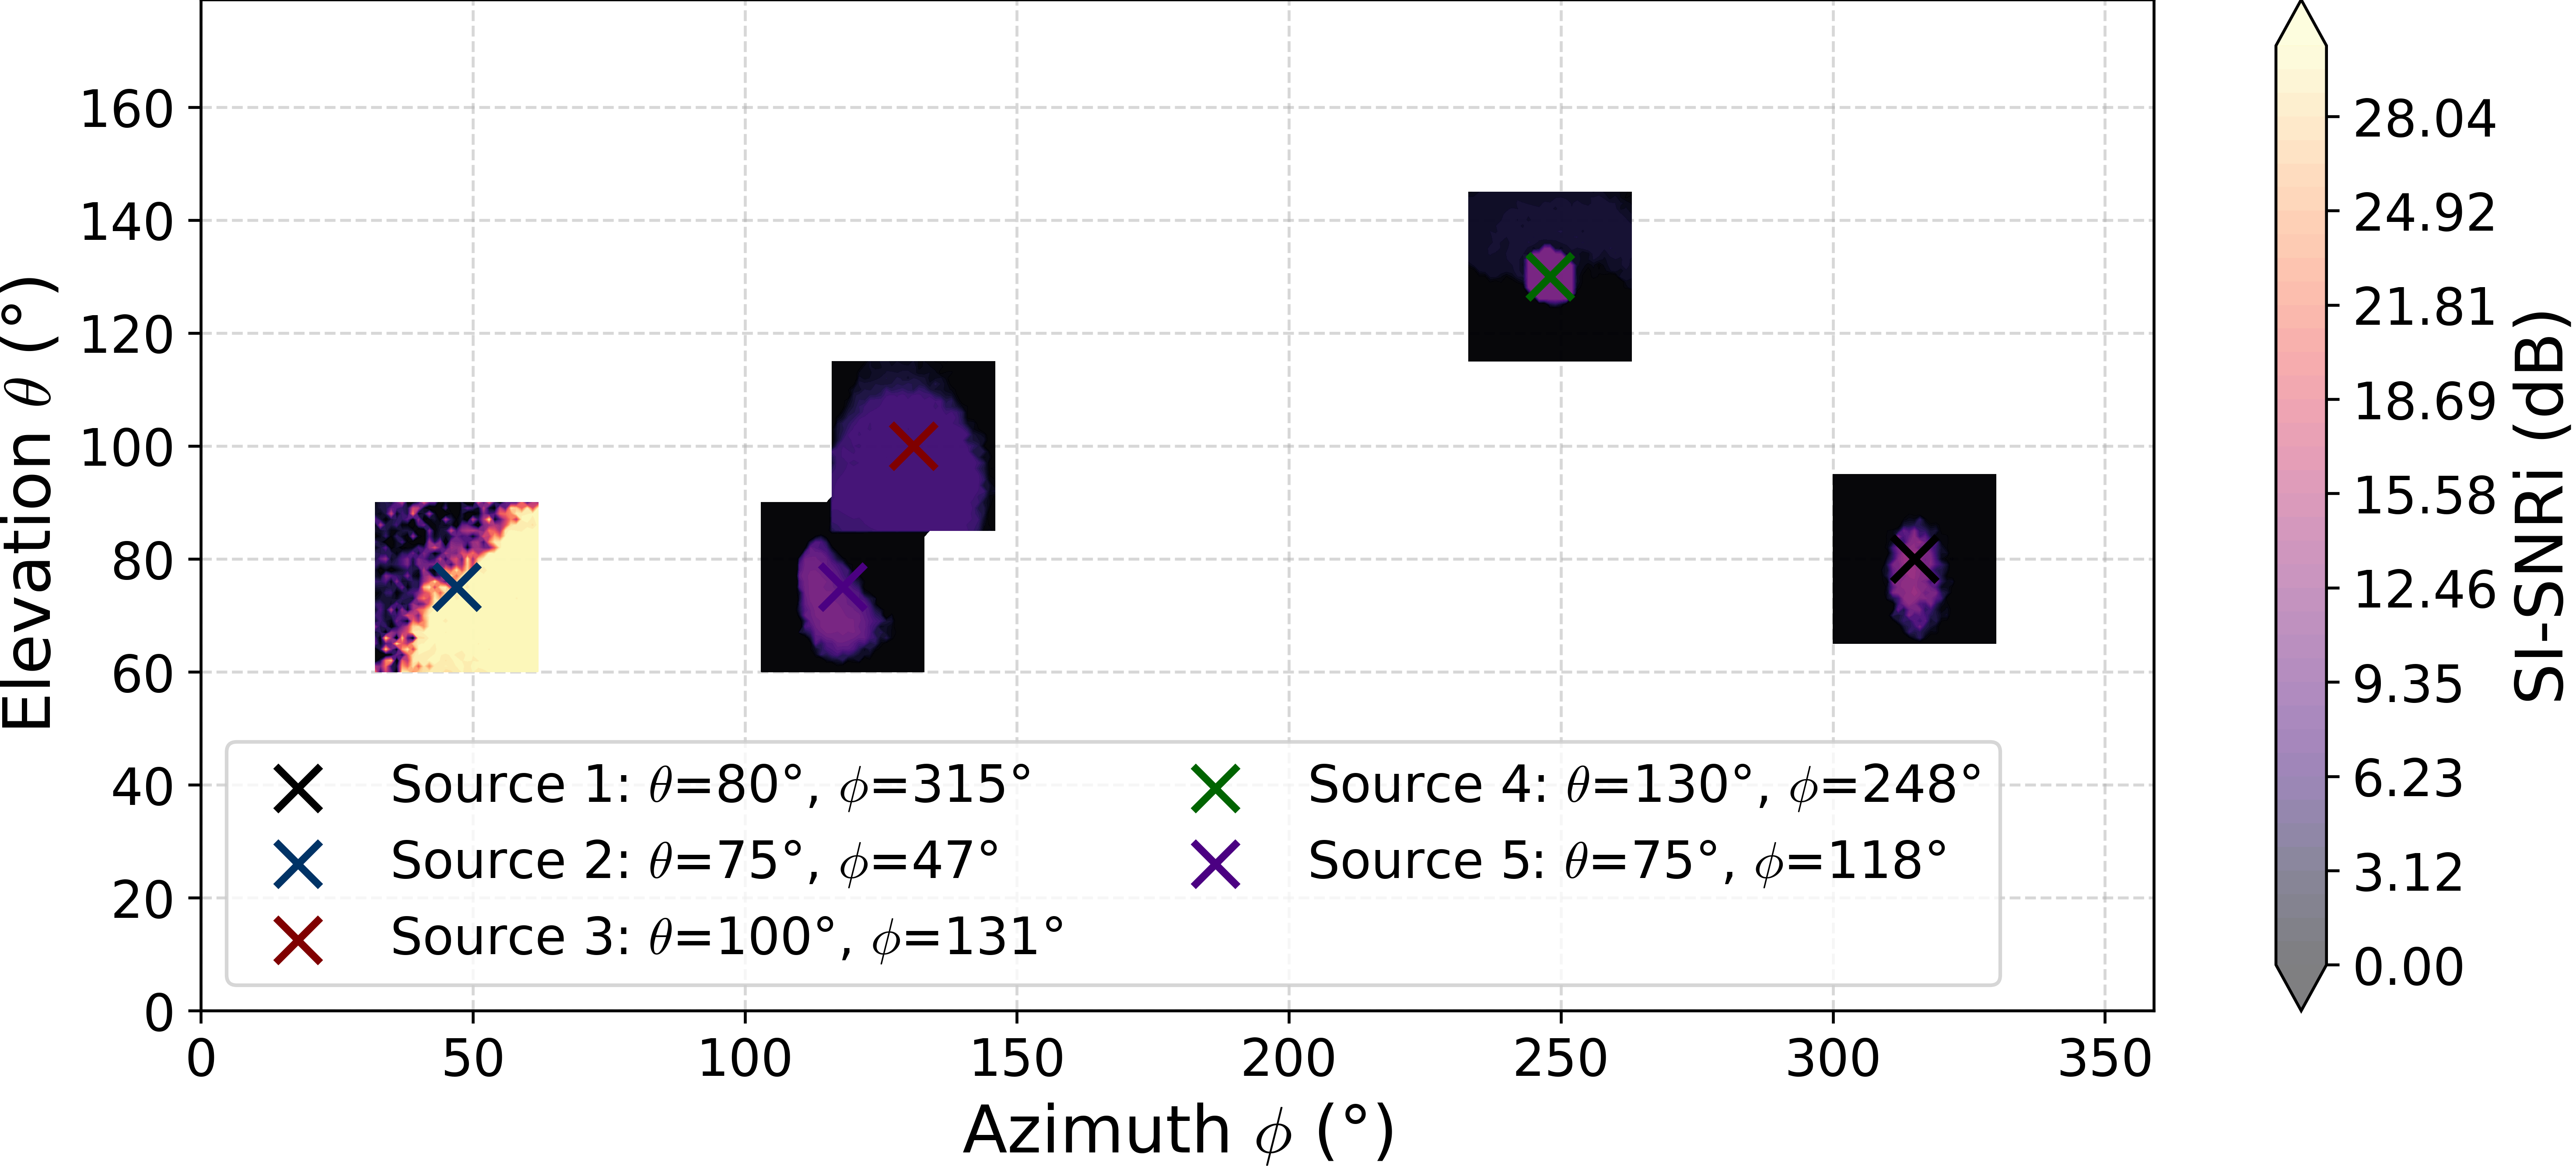 Elevation θ (°)
160
140
120
100
80
60
40
20
0
0 50 100 150 200 250 300 350
Azimuth ϕ (°)
Source 1: θ=80°, ϕ=315°
Source 2: θ=75°, ϕ=47°
Source 3: θ=100°, ϕ=131°
Source 4: θ=130°, ϕ=248°
Source 5: θ=75°, ϕ=118°
28.04
24.92
21.81
18.69
15.58
12.46
9.35
6.23
3.12
0.00
SI-SNRi (dB)